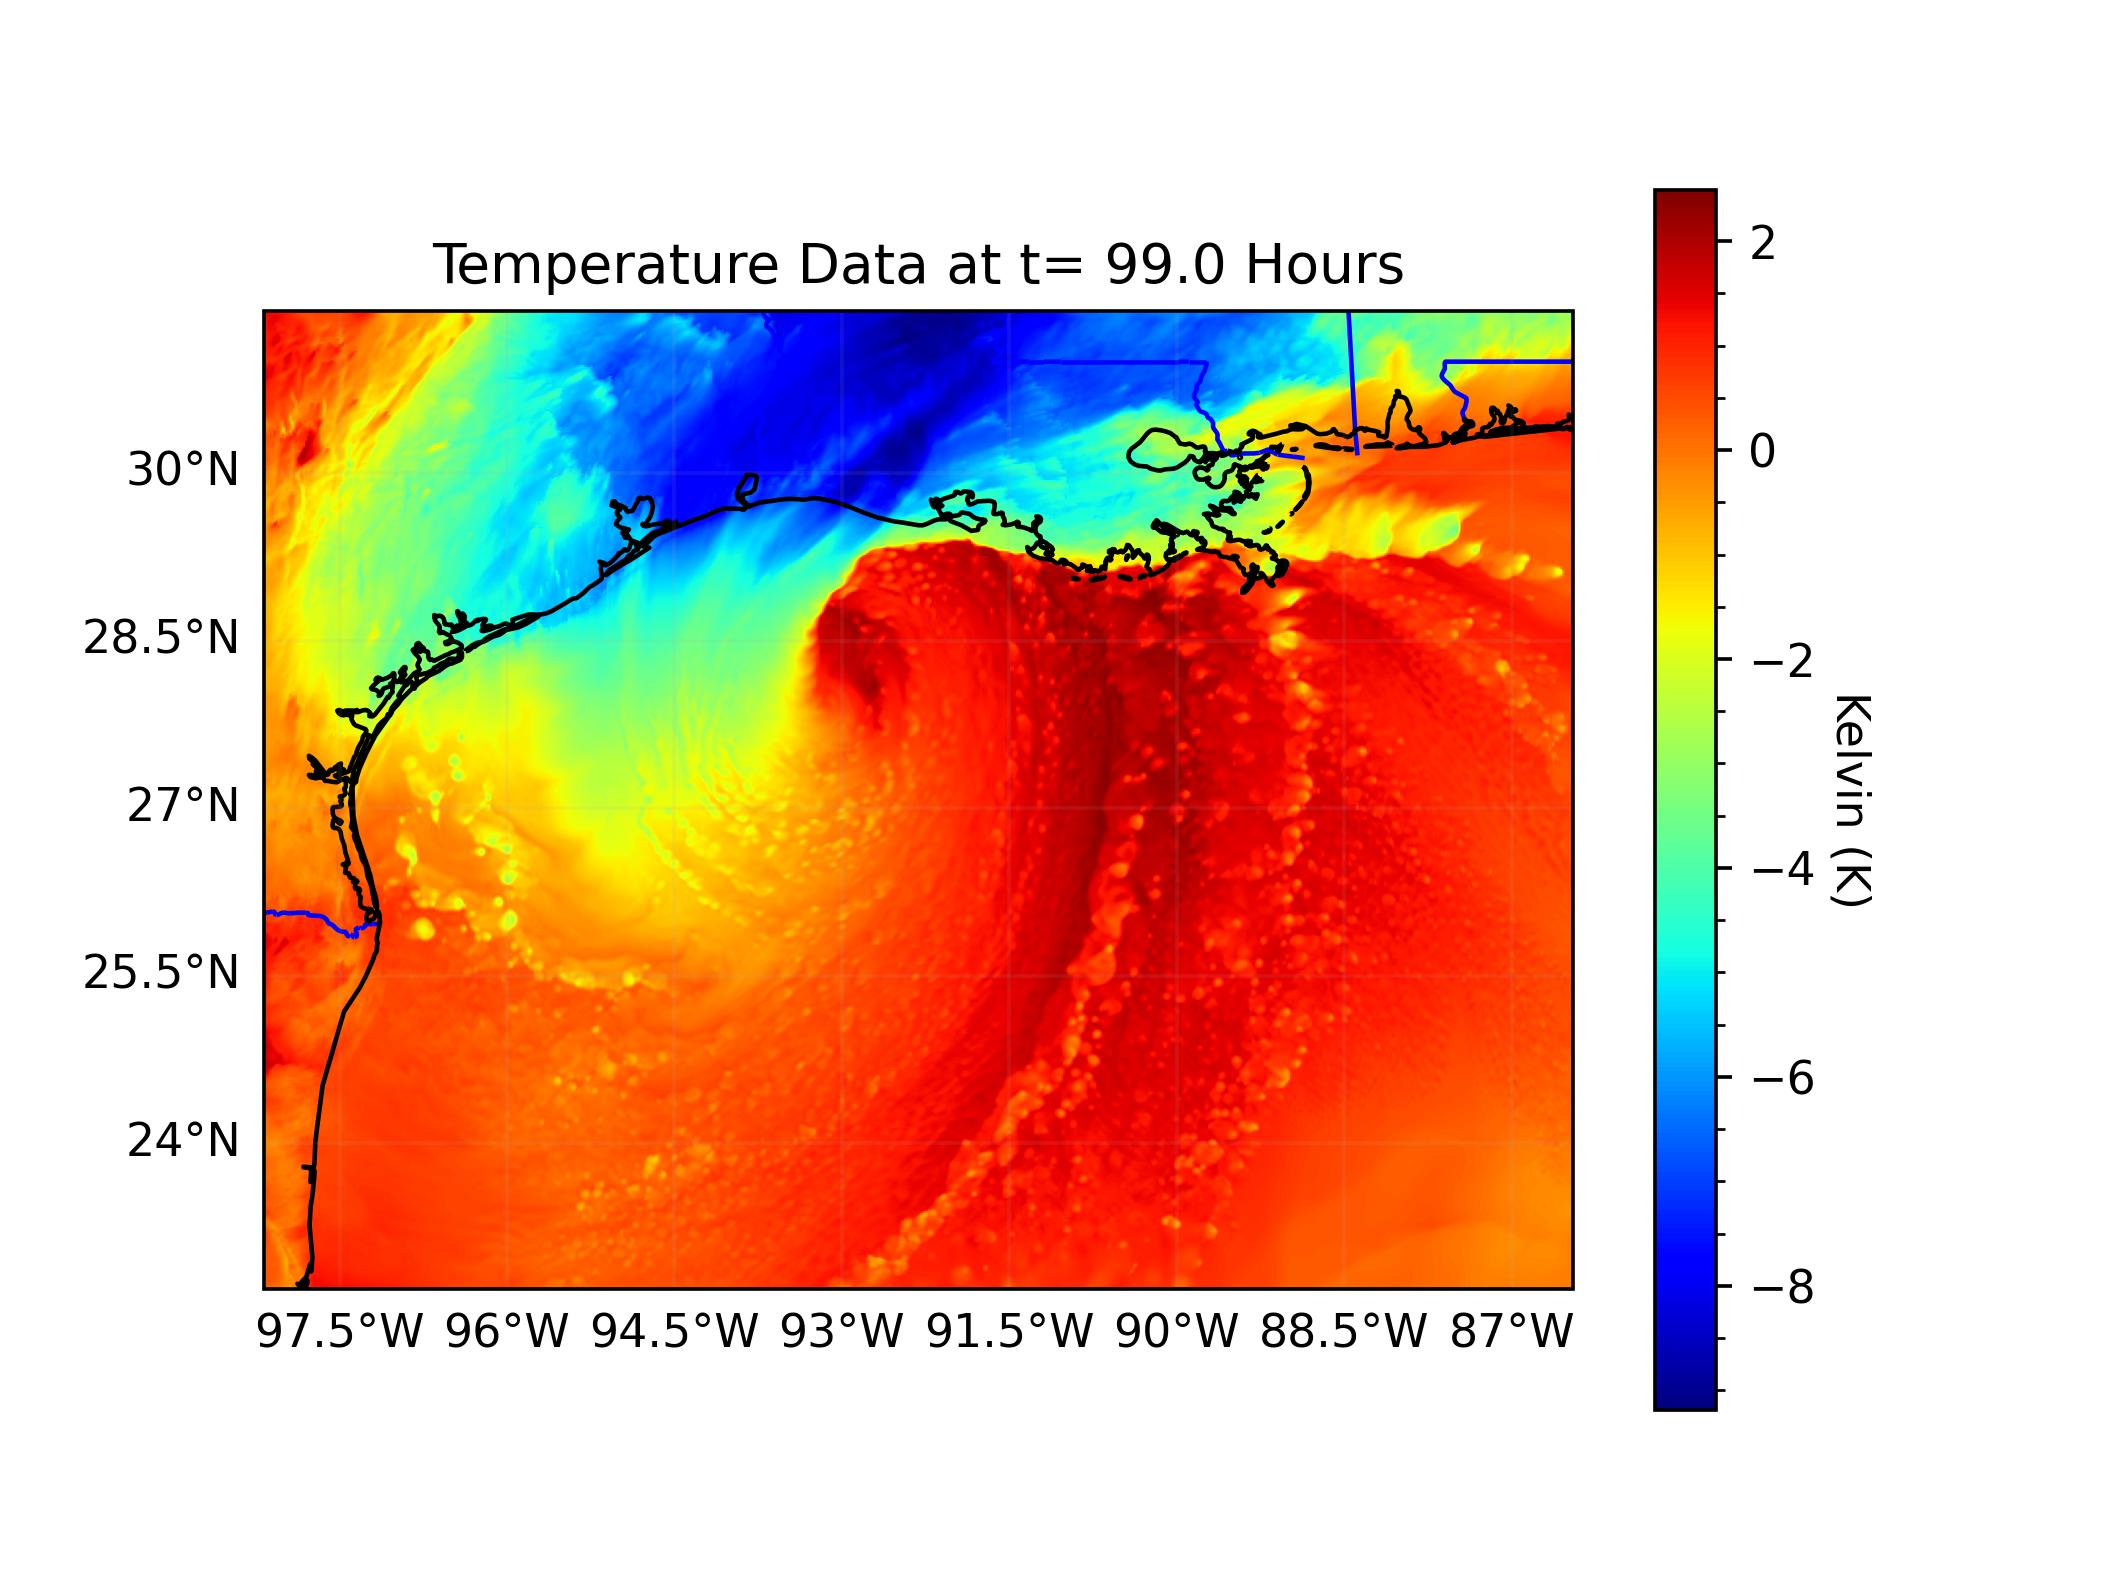 Temperature Data at t= 99.0 Hours
30°N
28.5°N
27°N
25.5°N
24°N
97.5°W 96°W 94.5°W 93°W 91.5°W 90°W 88.5°W 87°W
2
0
−2
−4
−6
−8
Kelvin (K)